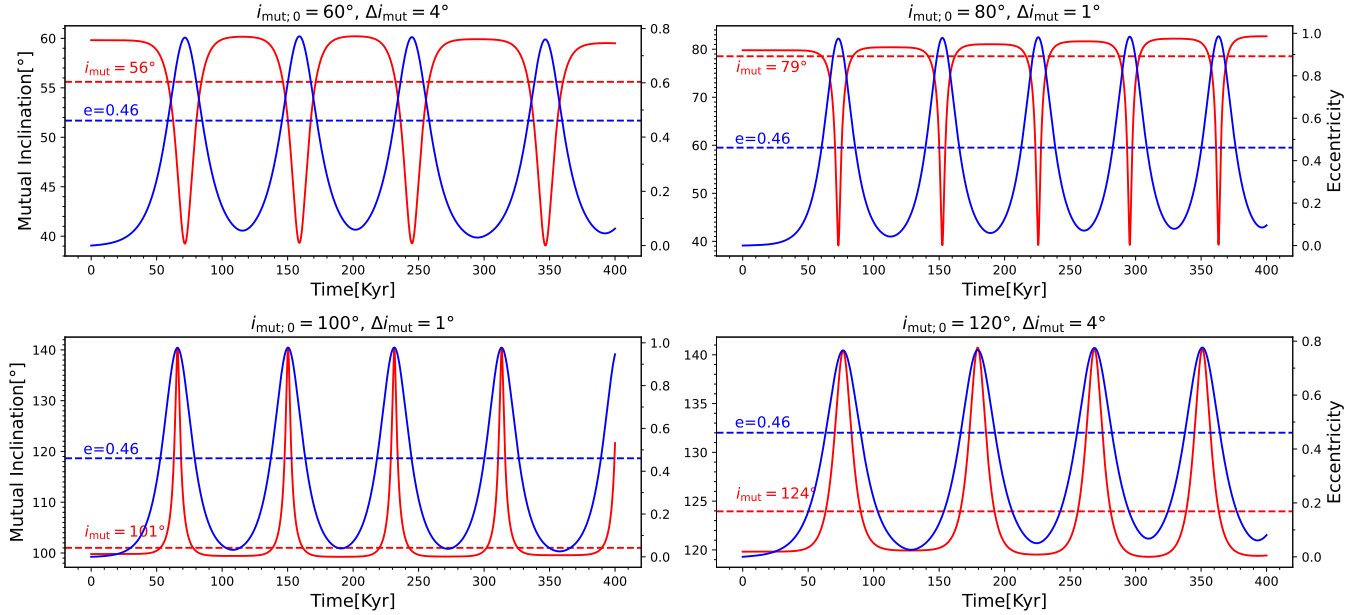 i_mut;0 = 60°, Δi_mut = 4°
Mutual Inclination[°]
60
55
50
45
40
i_mut = 56°
e=0.46
0.8
0.6
0.4
0.2
0.0
0 50 100 150 200 250 300 350 400
Time[Kyr]
i_mut;0 = 80°, Δi_mut = 1°
80
70
60
50
40
i_mut = 79°
e=0.46
1.0
0.8
0.6
0.4
0.2
0.0
Eccentricity
0 50 100 150 200 250 300 350 400
Time[Kyr]
i_mut;0 = 100°, Δi_mut = 1°
Mutual Inclination[°]
140
130
120
110
100
e=0.46
i_mut = 101°
1.0
0.8
0.6
0.4
0.2
0.0
0 50 100 150 200 250 300 350 400
Time[Kyr]
i_mut;0 = 120°, Δi_mut = 4°
140
135
130
125
120
e=0.46
i_mut = 124°
0.8
0.6
0.4
0.2
0.0
Eccentricity
0 50 100 150 200 250 300 350 400
Time[Kyr]